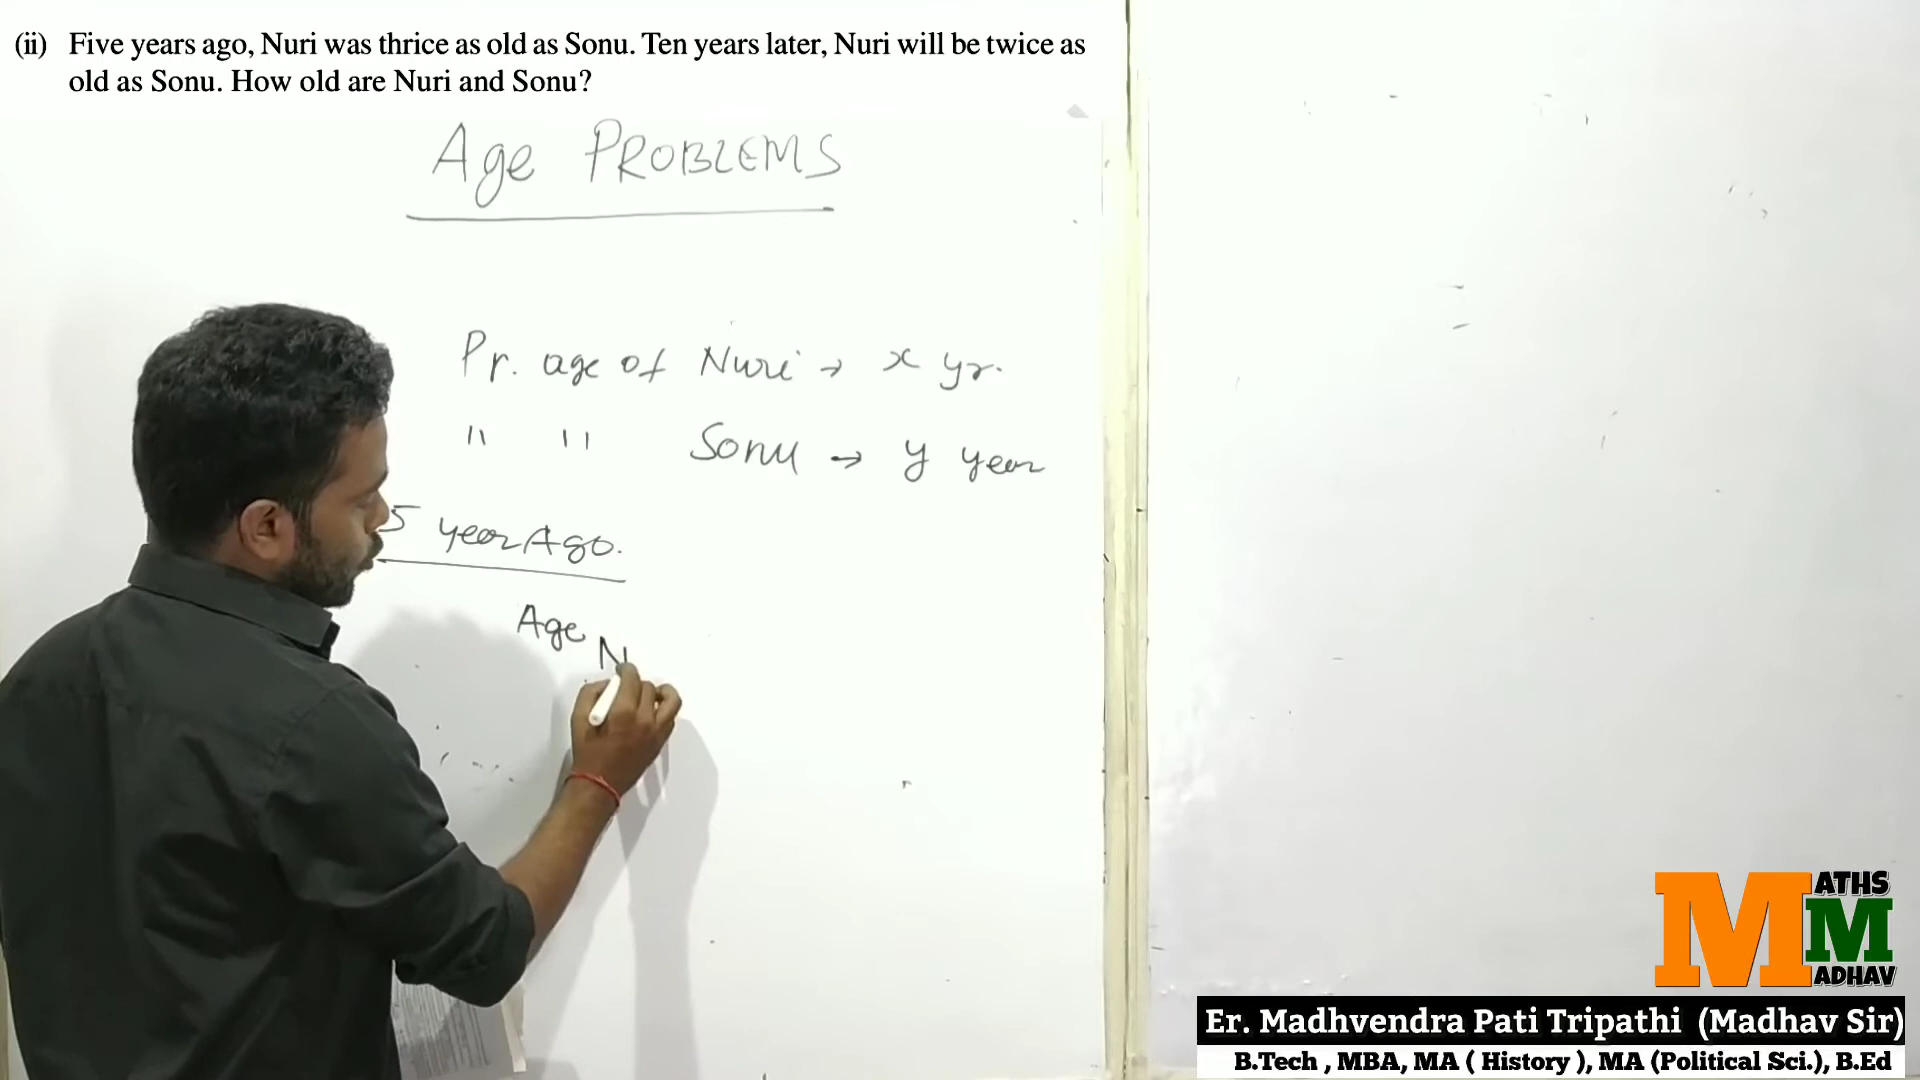 (ii) Five years ago, Nuri was thrice as old as Sonu. Ten years later, Nuri will be twice as
old as Sonu. How old are Nuri and Sonu?
Age PROBLEMS
Pr. age of Nuri → x yr.
" " Sonu → y year
5 year Ago.
Age N
MATHS
MADHAV
Er. Madhvendra Pati Tripathi (Madhav Sir)
B.Tech , MBA, MA ( History ), MA (Political Sci.), B.Ed